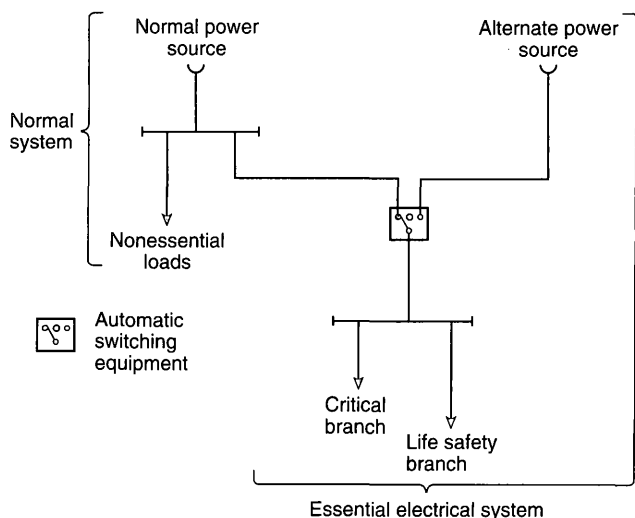 Normal power
source
Alternate power
source
Normal
system
Nonessential
loads
Automatic
switching
equipment
Critical
branch
Life safety
branch
Essential electrical system